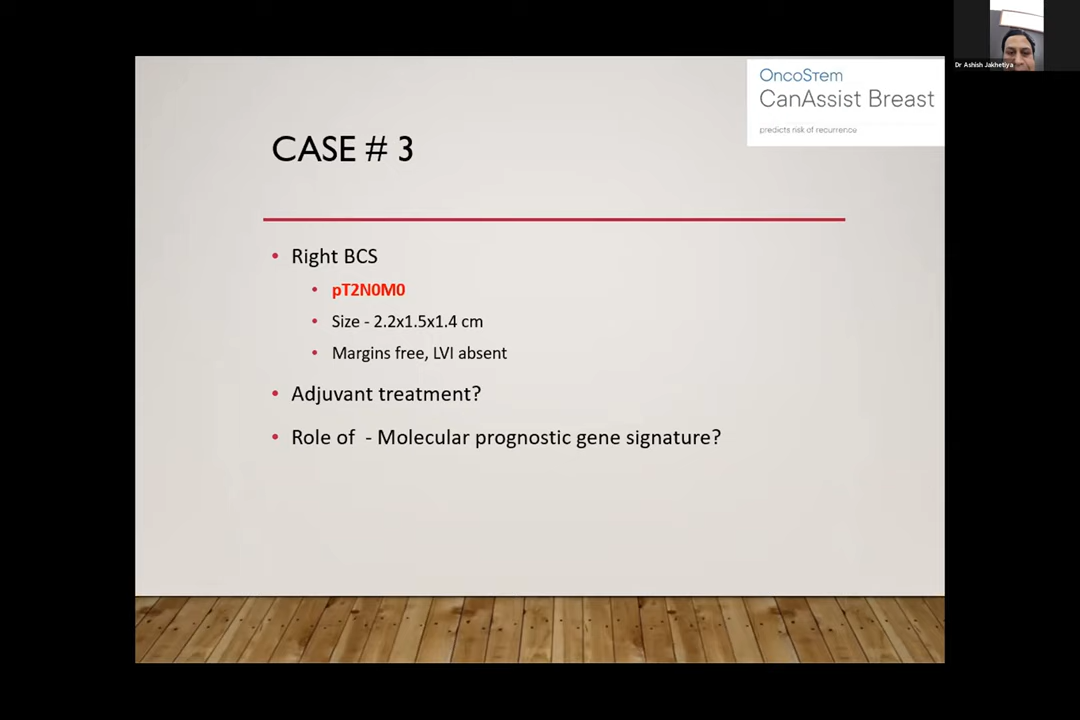 Dr Ashish Jakhetiya
OncoStem
CanAssist Breast
predicts risk of recurrence
CASE # 3
• Right BCS
• pT2N0M0
• Size - 2.2x1.5x1.4 cm
• Margins free, LVI absent
• Adjuvant treatment?
• Role of - Molecular prognostic gene signature?